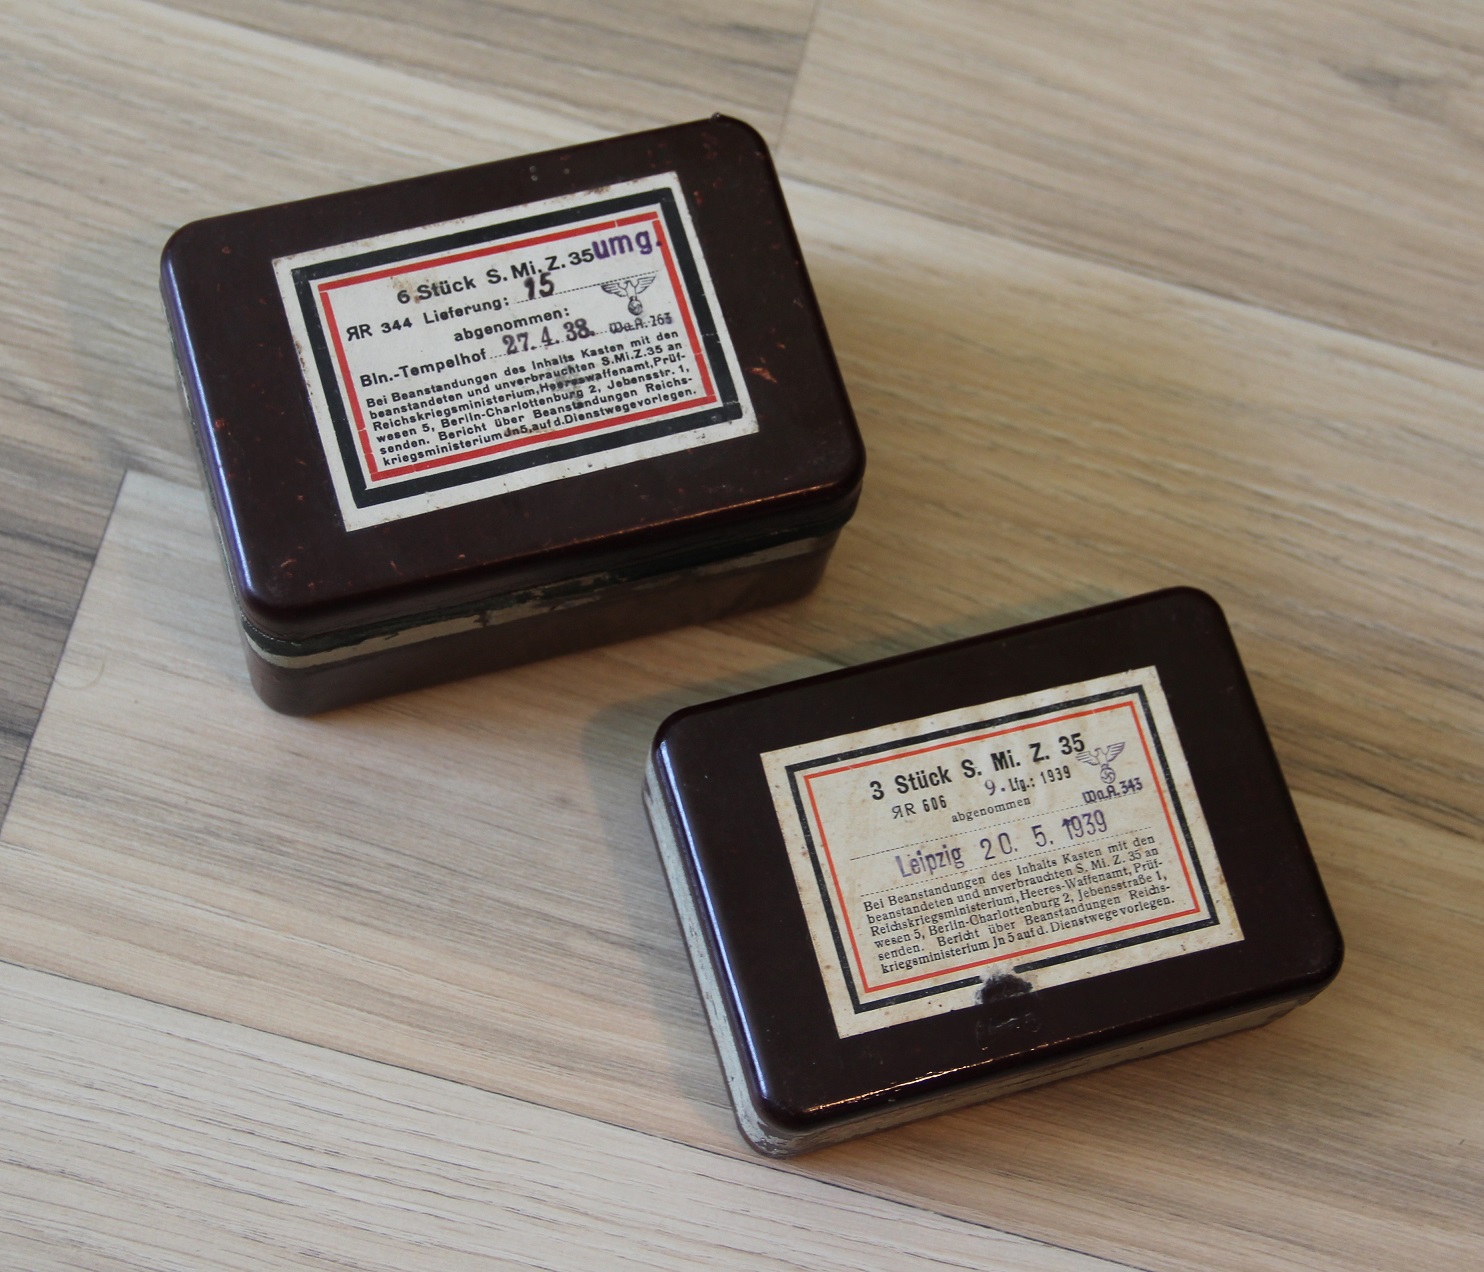 6 Stück S. Mi. Z. 35 umg.
ЯR 344 Lieferung: 15
abgenommen:
Bln.-Tempelhof 27.4.38. WaA. 163
Bei Beanstandungen des Inhalts Kasten mit den
beanstandeten und unverbrauchten S.Mi.Z.35 an
Reichskriegsministerium, Heereswaffenamt, Prüf-
wesen 5, Berlin-Charlottenburg 2, Jebensstr. 1,
senden. Bericht über Beanstandungen Reichs-
kriegsministerium Jn5, auf d. Dienstwege vorlegen.
3 Stück S. Mi. Z. 35
ЯR 606 9. Lfg.: 1939
abgenommen WaA. 343
Leipzig 20. 5. 1939
Bei Beanstandungen des Inhalts Kasten mit den
beanstandeten und unverbrauchten S. Mi. Z. 35 an
Reichskriegsministerium, Heeres-Waffenamt, Prüf-
wesen 5, Berlin-Charlottenburg 2, Jebensstraße 1,
senden. Bericht über Beanstandungen Reichs-
kriegsministerium Jn 5 auf d. Dienstwege vorlegen.